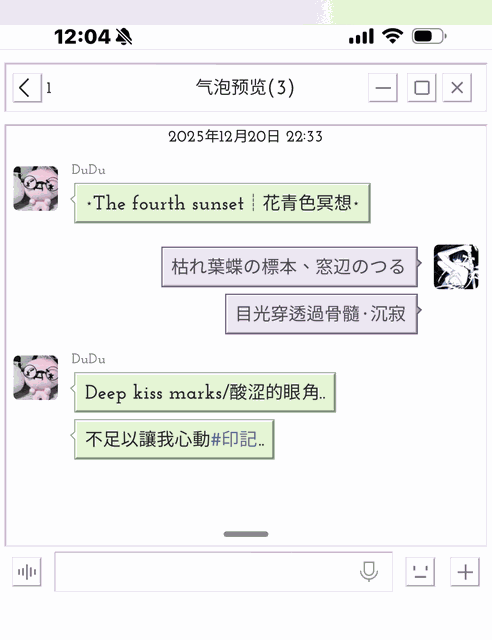 12:04
1
气泡预览(3)
2025年12月20日 22:33
DuDu
·The fourth sunset┆花青色冥想·
枯れ葉蝶の標本、窓辺のつる
目光穿透過骨髓·沉寂
DuDu
Deep kiss marks/酸涩的眼角..
不足以讓我心動#印記..